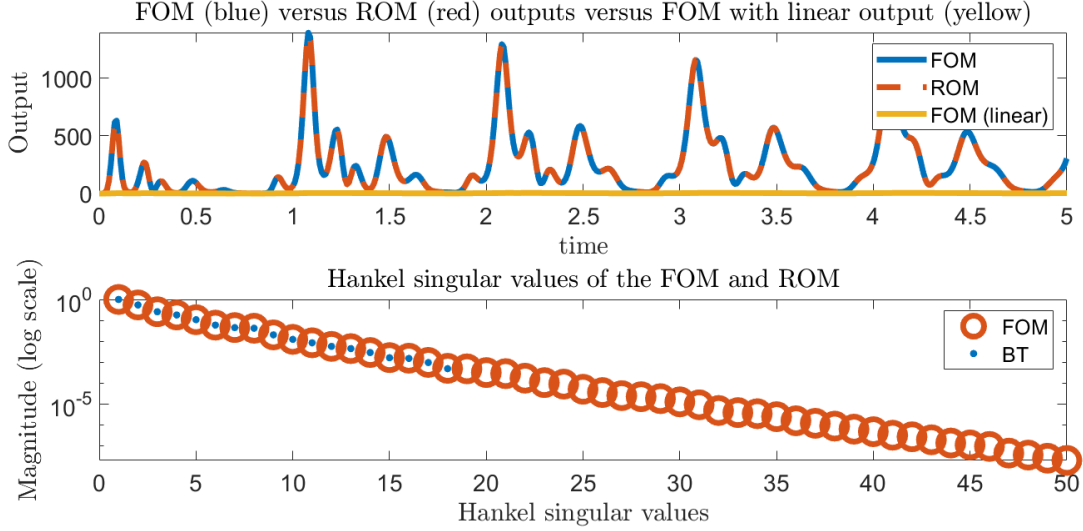 FOM (blue) versus ROM (red) outputs versus FOM with linear output (yellow)
Output
1000
500
0
FOM
ROM
FOM (linear)
0 0.5 1 1.5 2 2.5 3 3.5 4 4.5 5
time
Hankel singular values of the FOM and ROM
Magnitude (log scale)
10^0
10^-5
FOM
BT
0 5 10 15 20 25 30 35 40 45 50
Hankel singular values